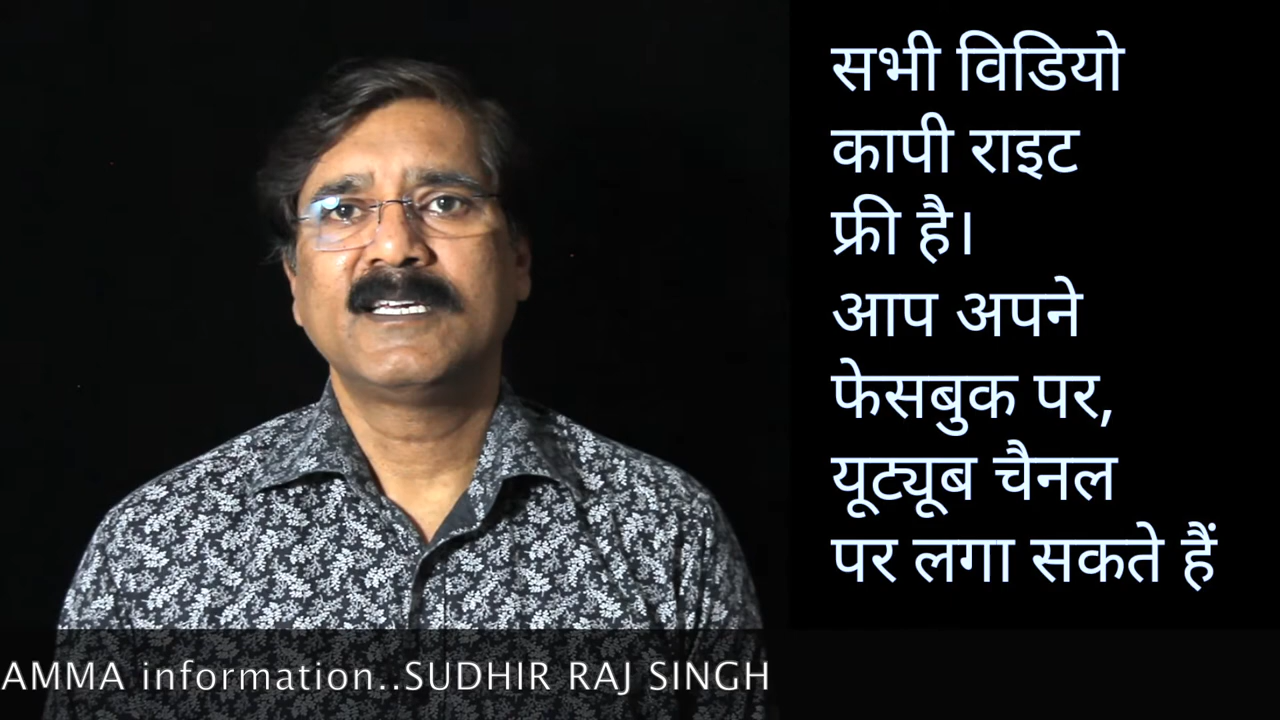 सभी विडियो
कापी राइट
फ्री है।
आप अपने
फेसबुक पर,
यूट्यूब चैनल
पर लगा सकते हैं
AMMA information..SUDHIR RAJ SINGH